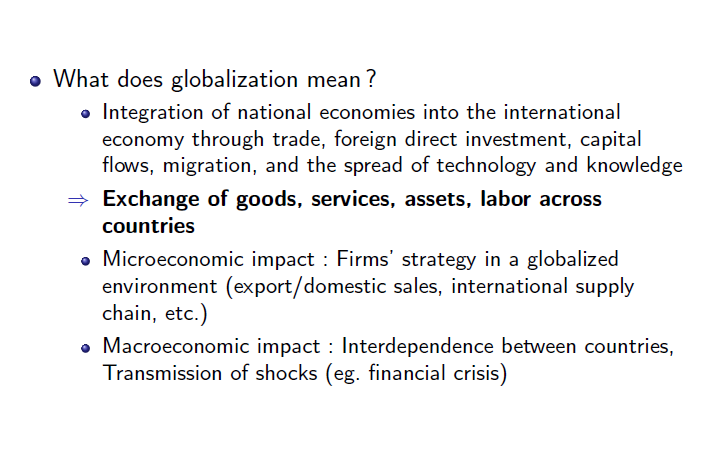 What does globalization mean ?
Integration of national economies into the international
economy through trade, foreign direct investment, capital
flows, migration, and the spread of technology and knowledge
⇒ Exchange of goods, services, assets, labor across
countries
Microeconomic impact : Firms' strategy in a globalized
environment (export/domestic sales, international supply
chain, etc.)
Macroeconomic impact : Interdependence between countries,
Transmission of shocks (eg. financial crisis)